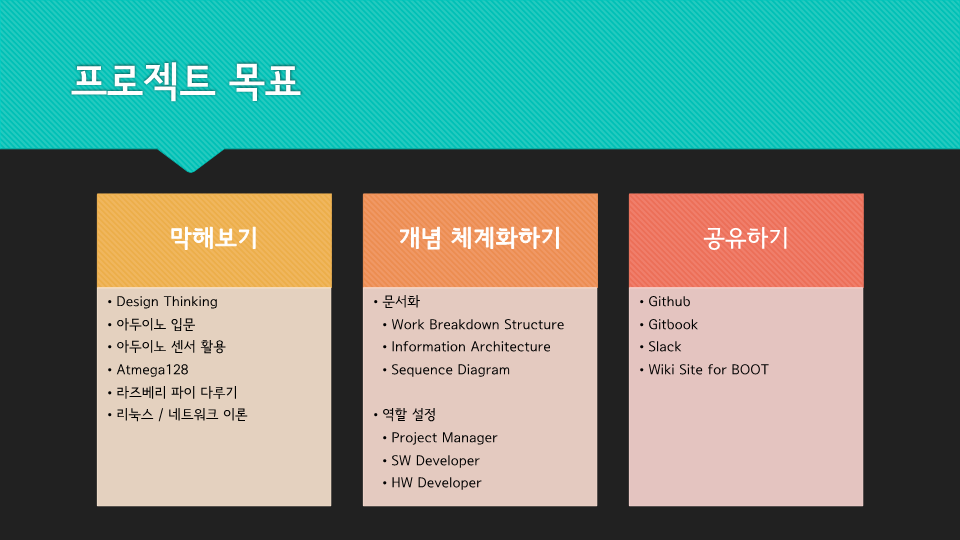 프로젝트 목표
막해보기
• Design Thinking
• 아두이노 입문
• 아두이노 센서 활용
• Atmega128
• 라즈베리 파이 다루기
• 리눅스 / 네트워크 이론
개념 체계화하기
• 문서화
• Work Breakdown Structure
• Information Architecture
• Sequence Diagram
• 역할 설정
• Project Manager
• SW Developer
• HW Developer
공유하기
• Github
• Gitbook
• Slack
• Wiki Site for BOOT